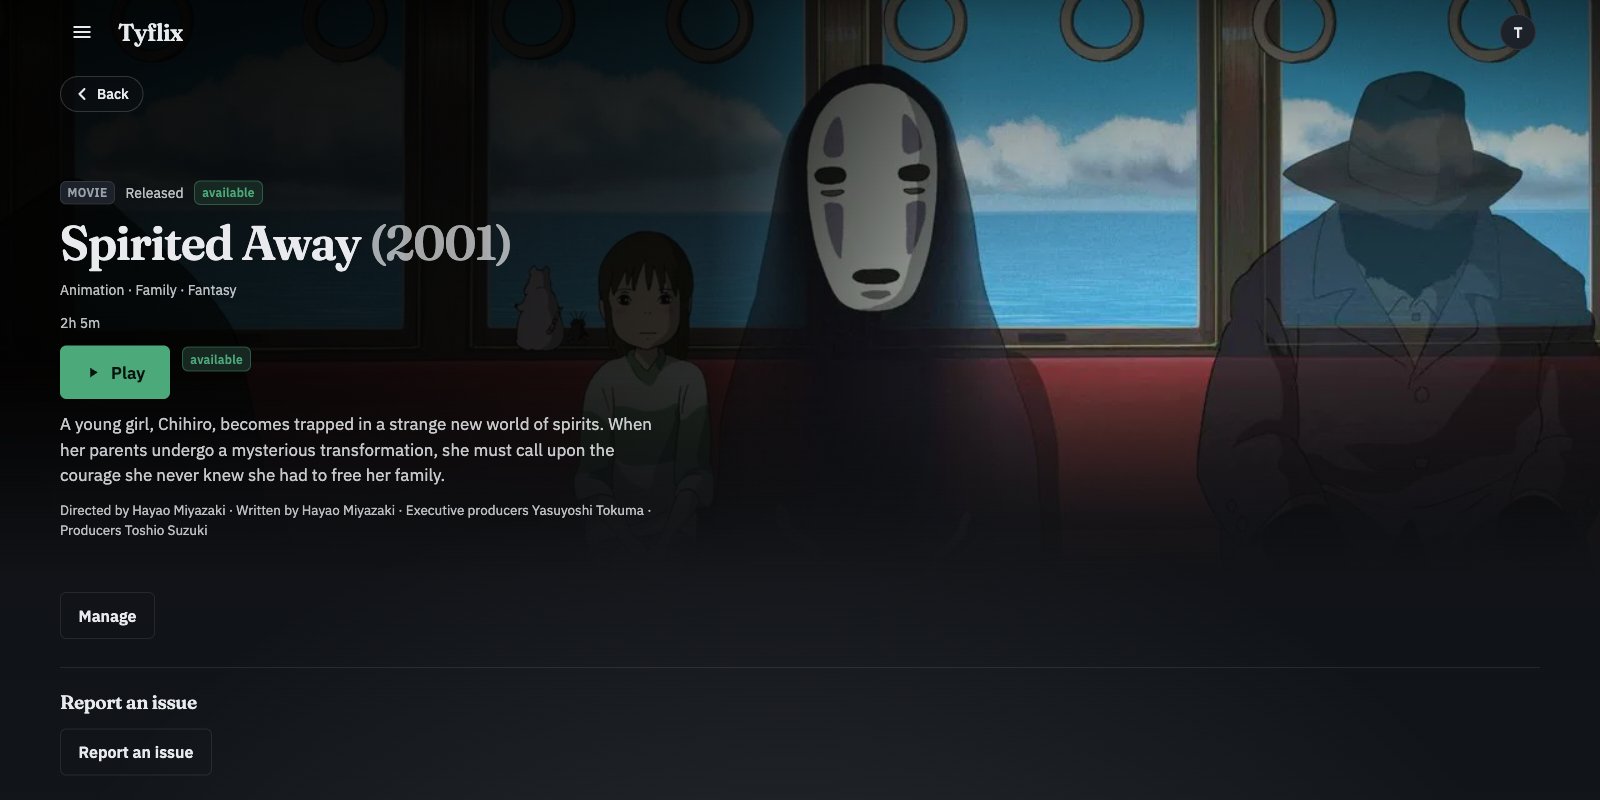 Tyflix
T
Back
MOVIE Released available
Spirited Away (2001)
Animation · Family · Fantasy
2h 5m
Play available
A young girl, Chihiro, becomes trapped in a strange new world of spirits. When
her parents undergo a mysterious transformation, she must call upon the
courage she never knew she had to free her family.
Directed by Hayao Miyazaki · Written by Hayao Miyazaki · Executive producers Yasuyoshi Tokuma ·
Producers Toshio Suzuki
Manage
Report an issue
Report an issue